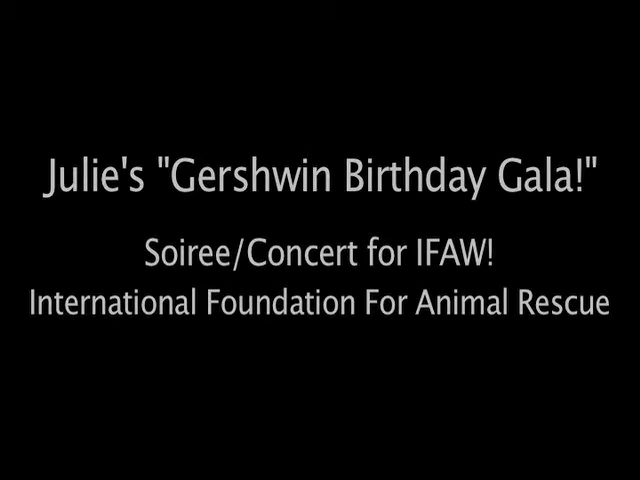 Julie's "Gershwin Birthday Gala!"
Soiree/Concert for IFAW!
International Foundation For Animal Rescue